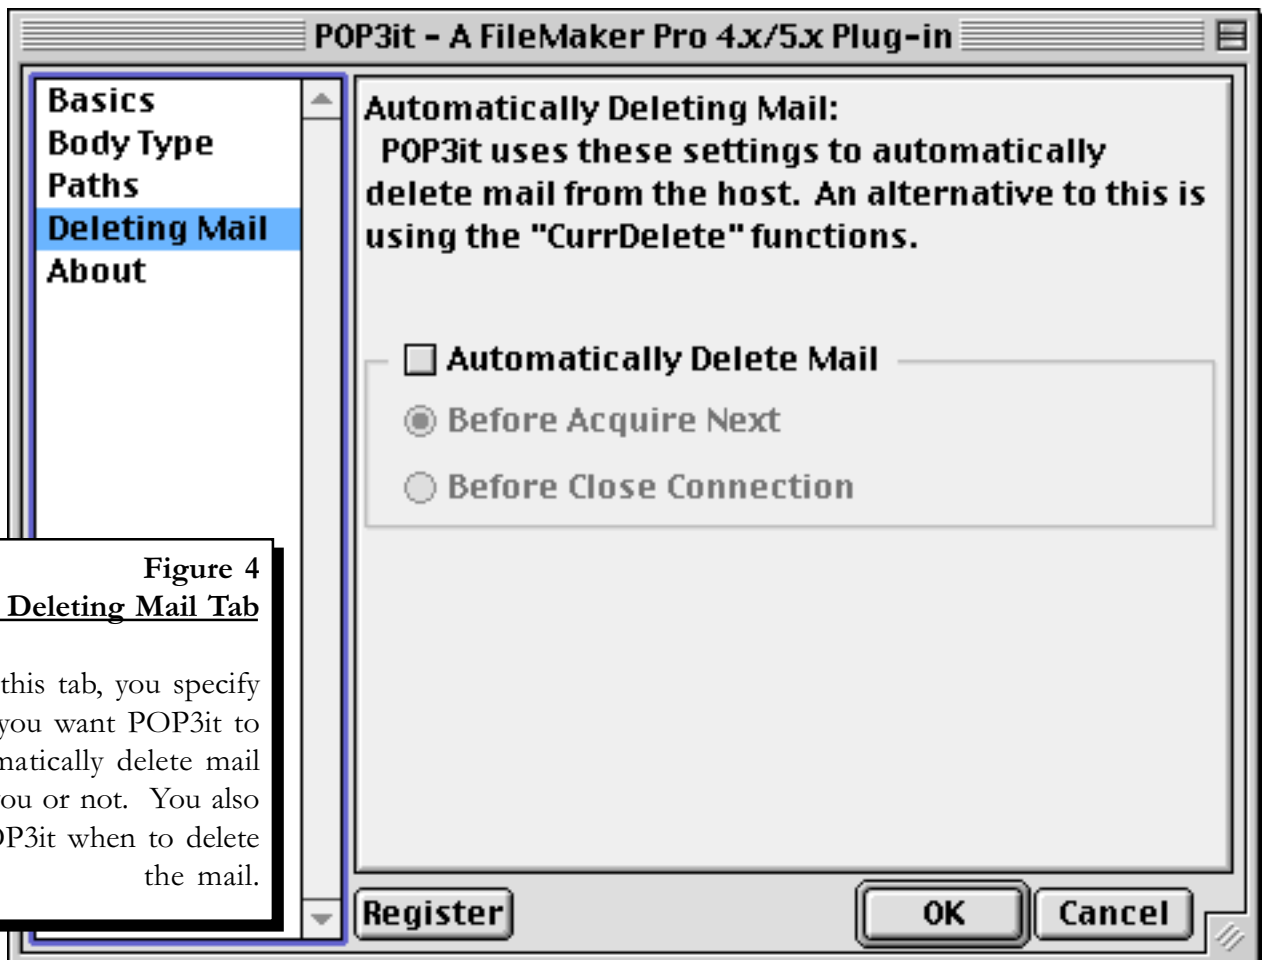 POP3it - A FileMaker Pro 4.x/5.x Plug-in
Basics
Body Type
Paths
Deleting Mail
About
Automatically Deleting Mail:
POP3it uses these settings to automatically
delete mail from the host. An alternative to this is
using the "CurrDelete" functions.
Automatically Delete Mail
Before Acquire Next
Before Close Connection
Figure 4
Deleting Mail Tab
this tab, you specify
you want POP3it to
matically delete mail
you or not. You also
OP3it when to delete
the mail.
Register
OK
Cancel